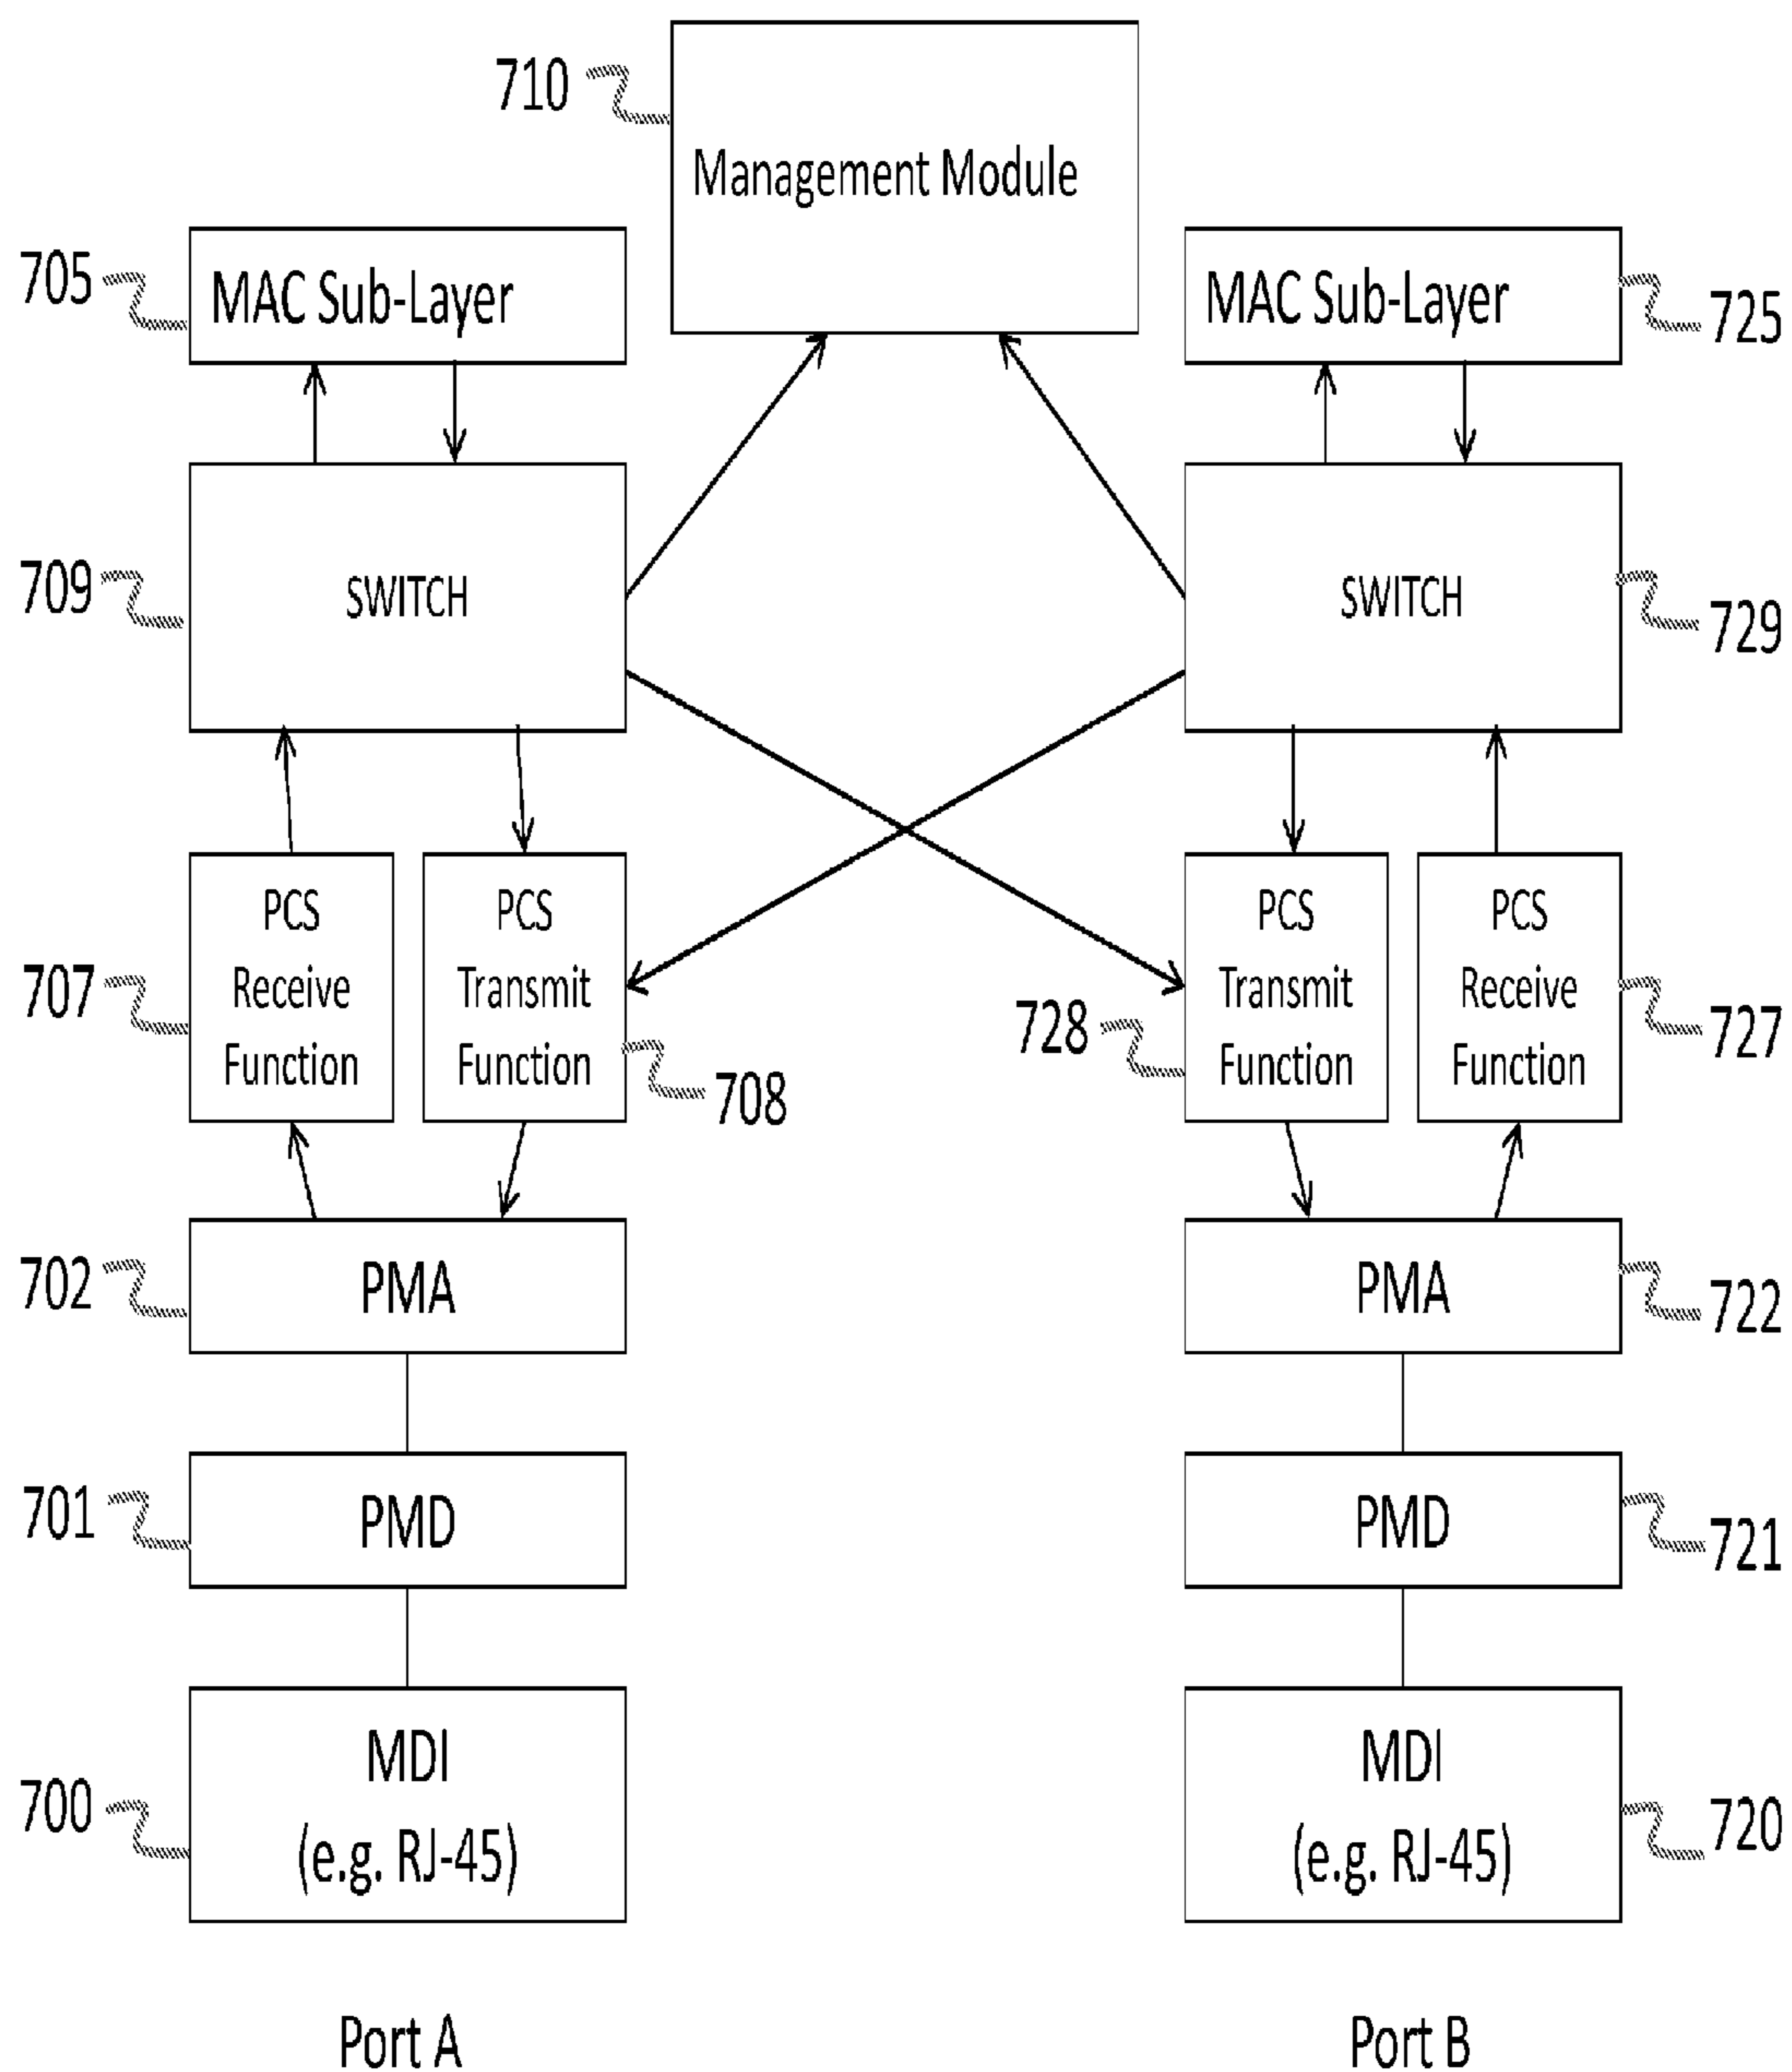 710
Management Module
705
MAC Sub-Layer
MAC Sub-Layer
725
709
SWITCH
SWITCH
729
707
PCS
Receive
Function
PCS
Transmit
Function
708
728
PCS
Transmit
Function
PCS
Receive
Function
727
702
PMA
PMA
722
701
PMD
PMD
721
700
MDI
(e.g. RJ-45)
MDI
(e.g. RJ-45)
720
Port A
Port B